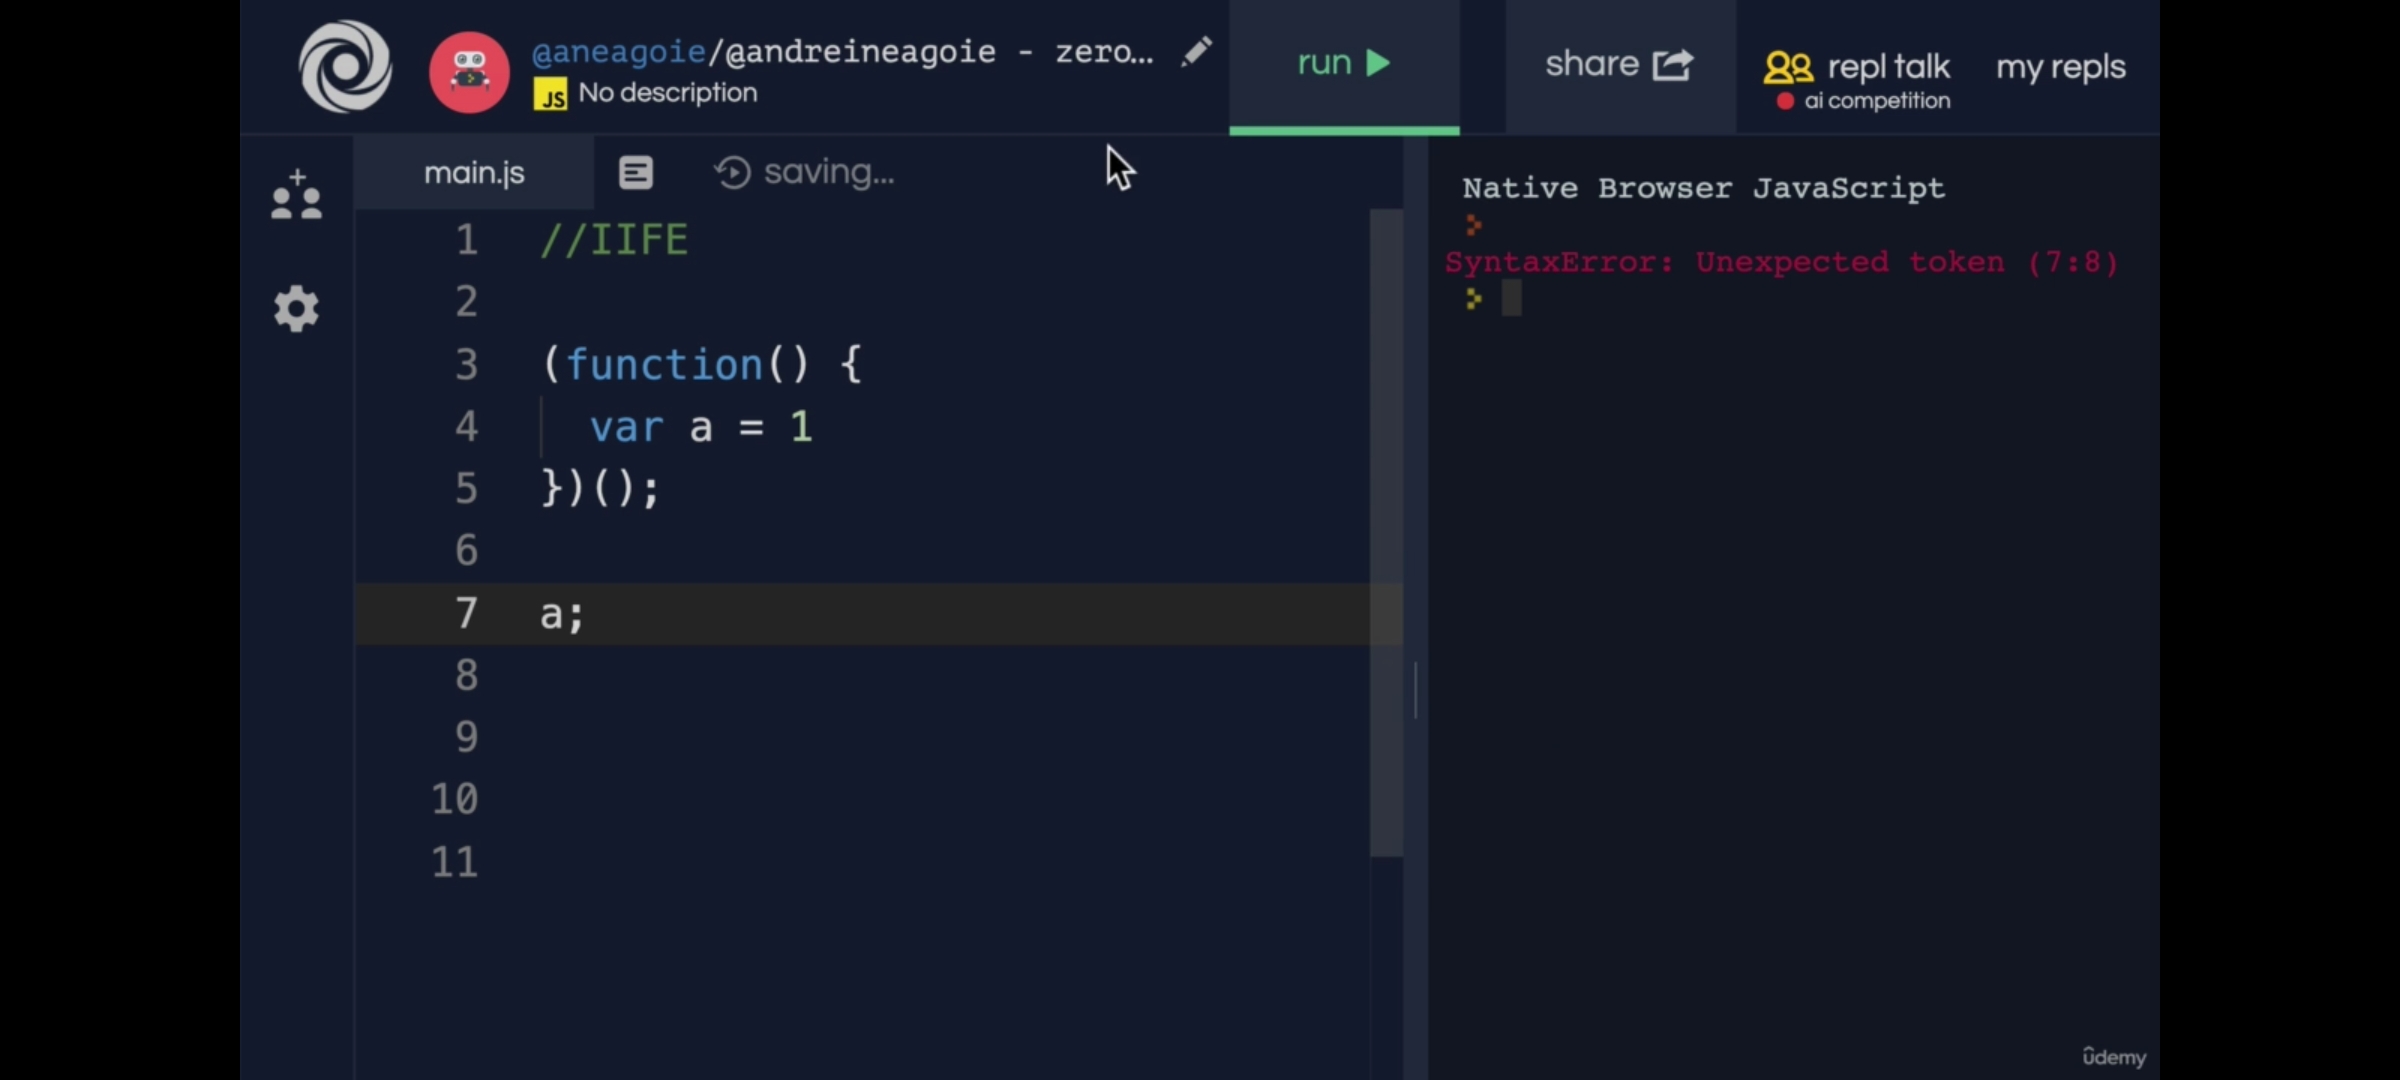 @aneagoie/@andreineagoie - zero...
JS No description
run
share
repl talk
ai competition
my repls
main.js
saving...
1 //IIFE
2
3 (function() {
4 var a = 1
5 })();
6
7 a;
8
9
10
11
Native Browser JavaScript
SyntaxError: Unexpected token (7:8)
ûdemy